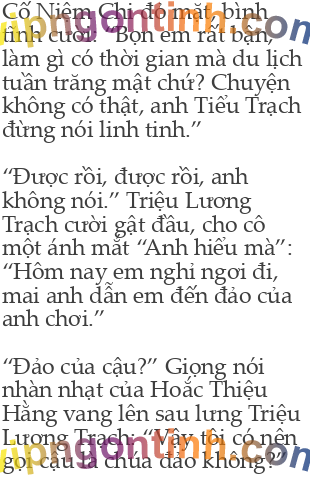 Cố Niệm Chi đỏ mặt, bình
tĩnh cười: “Bọn em rất bận,
làm gì có thời gian mà du lịch
tuần trăng mật chứ? Chuyện
không có thật, anh Tiểu Trạch
đừng nói linh tinh.”
“Được rồi, được rồi, anh
không nói.” Triệu Lương
Trạch cười gật đầu, cho cô
một ánh mắt “Anh hiểu mà”:
“Hôm nay em nghỉ ngơi đi,
mai anh dẫn em đến đảo của
anh chơi.”
“Đảo của cậu?” Giọng nói
nhàn nhạt của Hoắc Thiệu
Hằng vang lên sau lưng Triệu
Lương Trạch: “Vậy tôi có nên
gọi cậu là chúa đảo không?”
vipngontinh.com
vipngontinh.com